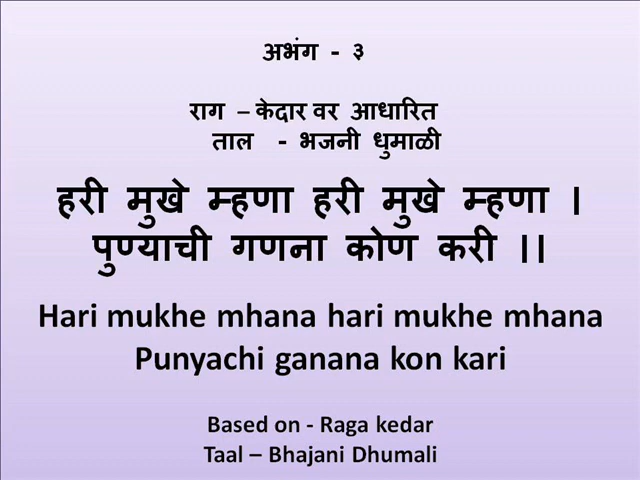 अभंग - ३
राग – केदार वर आधारित
ताल - भजनी धुमाळी
हरी मुखे म्हणा हरी मुखे म्हणा |
पुण्याची गणना कोण करी ||
Hari mukhe mhana hari mukhe mhana
Punyachi ganana kon kari
Based on - Raga kedar
Taal – Bhajani Dhumali